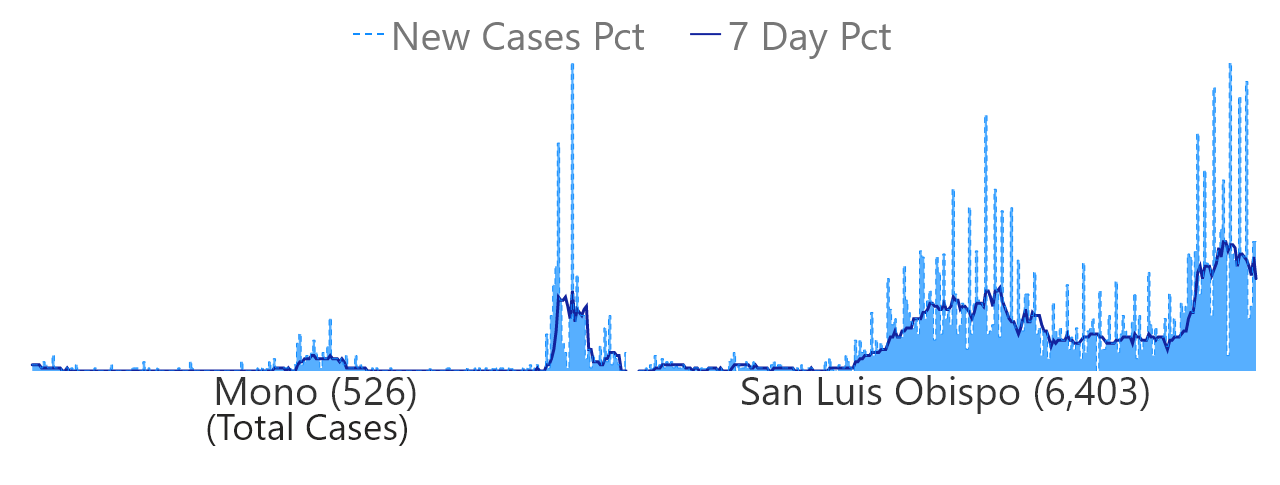 New Cases Pct 7 Day Pct
Mono (526)
(Total Cases)
San Luis Obispo (6,403)